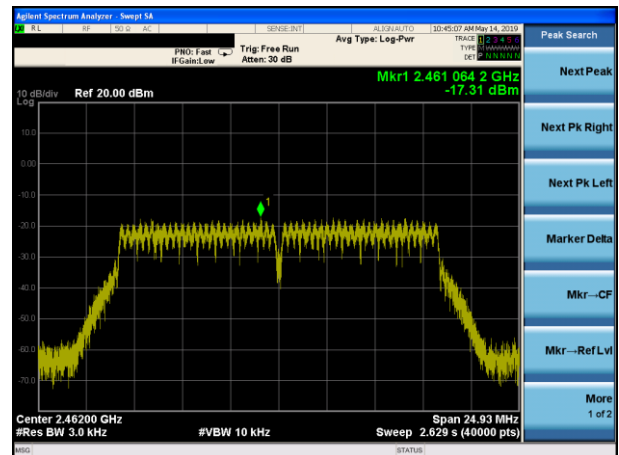 Agilent Spectrum Analyzer - Swept SA
RL RF 50 Ω AC SENSE:INT ALIGN AUTO 10:45:07 AM May 14, 2019
Avg Type: Log-Pwr TRACE 1 2 3 4 5 6
PNO: Fast Trig: Free Run TYPE M
IFGain:Low Atten: 30 dB DET P N N N N N
Mkr1 2.461 064 2 GHz
-17.31 dBm
10 dB/div Ref 20.00 dBm
Log
10.0
0.00
-10.0
-20.0
-30.0
-40.0
-50.0
-60.0
-70.0
1
Center 2.46200 GHz Span 24.93 MHz
#Res BW 3.0 kHz #VBW 10 kHz Sweep 2.629 s (40000 pts)
MSG STATUS
Peak Search
Next Peak
Next Pk Right
Next Pk Left
Marker Delta
Mkr→CF
Mkr→Ref Lvl
More
1 of 2